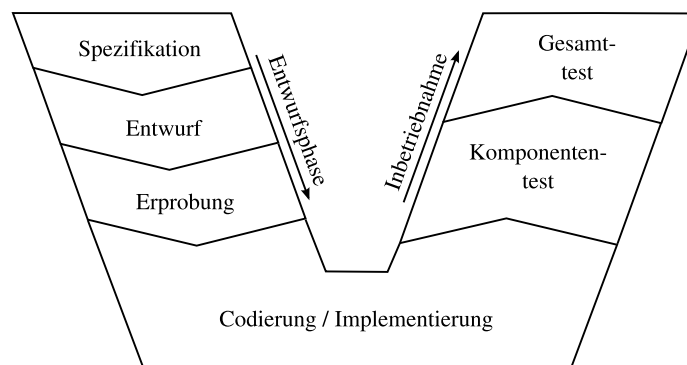 Spezifikation
Entwurf
Erprobung
Entwurfsphase
Inbetriebnahme
Gesamt-
test
Komponenten-
test
Codierung / Implementierung